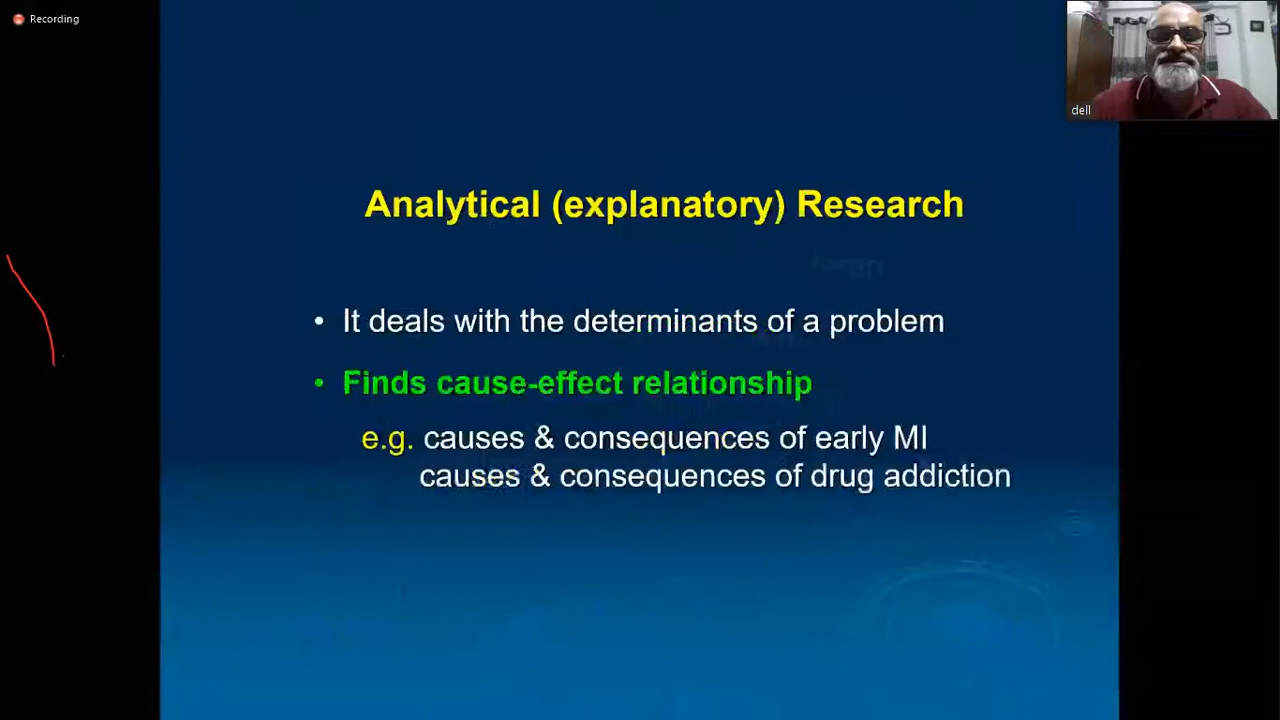 Recording
dell
Analytical (explanatory) Research
• It deals with the determinants of a problem
• Finds cause-effect relationship
e.g. causes & consequences of early MI
causes & consequences of drug addiction